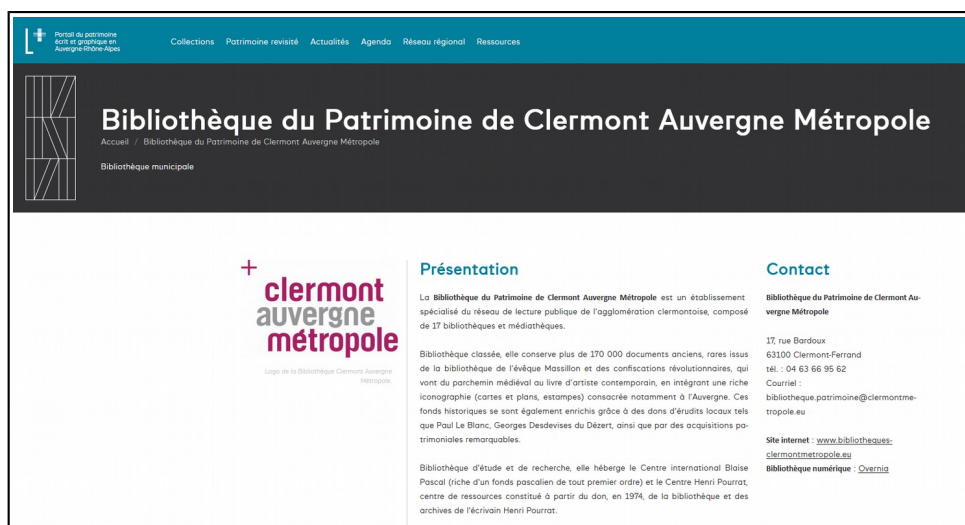 Portail du patrimoine
écrit et graphique en
Auvergne-Rhône-Alpes
Collections Patrimoine revisité Actualités Agenda Réseau régional Ressources
Bibliothèque du Patrimoine de Clermont Auvergne Métropole
Accueil / Bibliothèque du Patrimoine de Clermont Auvergne Métropole
Bibliothèque municipale
clermont
auvergne
métropole
Logo de la Bibliothèque Clermont Auvergne
Métropole.
Présentation
La Bibliothèque du Patrimoine de Clermont Auvergne Métropole est un établissement
spécialisé du réseau de lecture publique de l'agglomération clermontoise, composé
de 17 bibliothèques et médiathèques.
Bibliothèque classée, elle conserve plus de 170 000 documents anciens, rares issus
de la bibliothèque de l'évêque Massillon et des confiscations révolutionnaires, qui
vont du parchemin médiéval au livre d'artiste contemporain, en intégrant une riche
iconographie (cartes et plans, estampes) consacrée notamment à l'Auvergne. Ces
fonds historiques se sont également enrichis grâce à des dons d'érudits locaux tels
que Paul Le Blanc, Georges Desdevises du Dézert, ainsi que par des acquisitions pa-
trimoniales remarquables.
Bibliothèque d'étude et de recherche, elle héberge le Centre international Blaise
Pascal (riche d'un fonds pascalien de tout premier ordre) et le Centre Henri Pourrat,
centre de ressources constitué à partir du don, en 1974, de la bibliothèque et des
archives de l'écrivain Henri Pourrat.
Contact
Bibliothèque du Patrimoine de Clermont Au-
vergne Métropole
17, rue Bardoux
63100 Clermont-Ferrand
tél. : 04 63 66 95 62
Courriel :
bibliotheque.patrimoine@clermontme-
tropole.eu
Site internet : www.bibliotheques-
clermontmetropole.eu
Bibliothèque numérique : Overnia